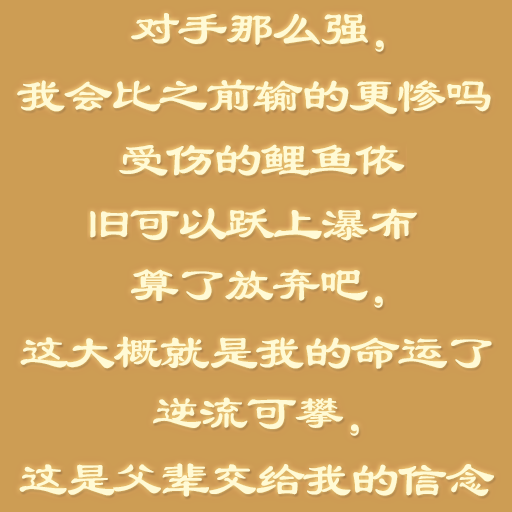 对手那么强，
我会比之前输的更惨吗
受伤的鲤鱼依
旧可以跃上瀑布
算了放弃吧，
这大概就是我的命运了
逆流可攀，
这是父辈交给我的信念